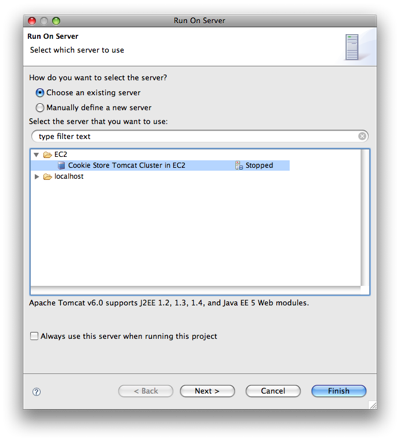 Run On Server
Run On Server
Select which server to use
How do you want to select the server?
Choose an existing server
Manually define a new server
Select the server that you want to use:
type filter text
EC2
Cookie Store Tomcat Cluster in EC2 Stopped
localhost
Apache Tomcat v6.0 supports J2EE 1.2, 1.3, 1.4, and Java EE 5 Web modules.
Always use this server when running this project
? < Back Next > Cancel Finish